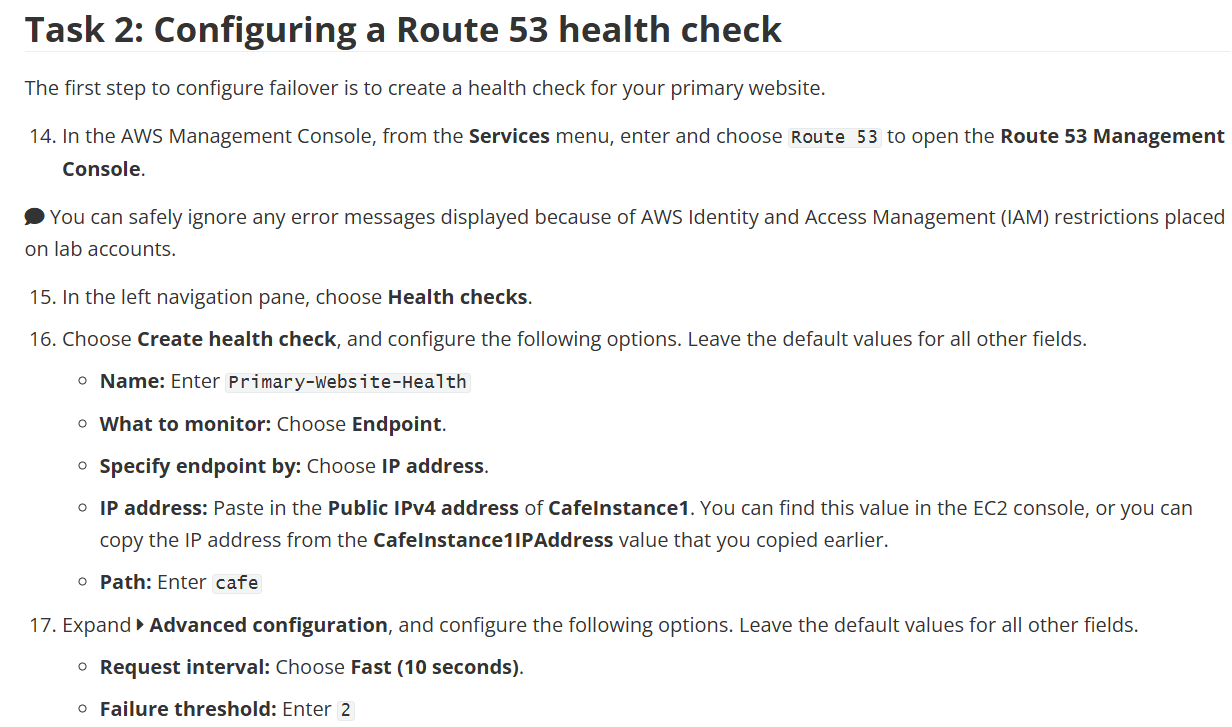 Task 2: Configuring a Route 53 health check
The first step to configure failover is to create a health check for your primary website.
14. In the AWS Management Console, from the Services menu, enter and choose Route 53 to open the Route 53 Management
Console.
You can safely ignore any error messages displayed because of AWS Identity and Access Management (IAM) restrictions placed
on lab accounts.
15. In the left navigation pane, choose Health checks.
16. Choose Create health check, and configure the following options. Leave the default values for all other fields.
Name: Enter Primary-Website-Health
What to monitor: Choose Endpoint.
Specify endpoint by: Choose IP address.
IP address: Paste in the Public IPv4 address of CafeInstance1. You can find this value in the EC2 console, or you can
copy the IP address from the CafeInstance1IPAddress value that you copied earlier.
Path: Enter cafe
17. Expand Advanced configuration, and configure the following options. Leave the default values for all other fields.
Request interval: Choose Fast (10 seconds).
Failure threshold: Enter 2